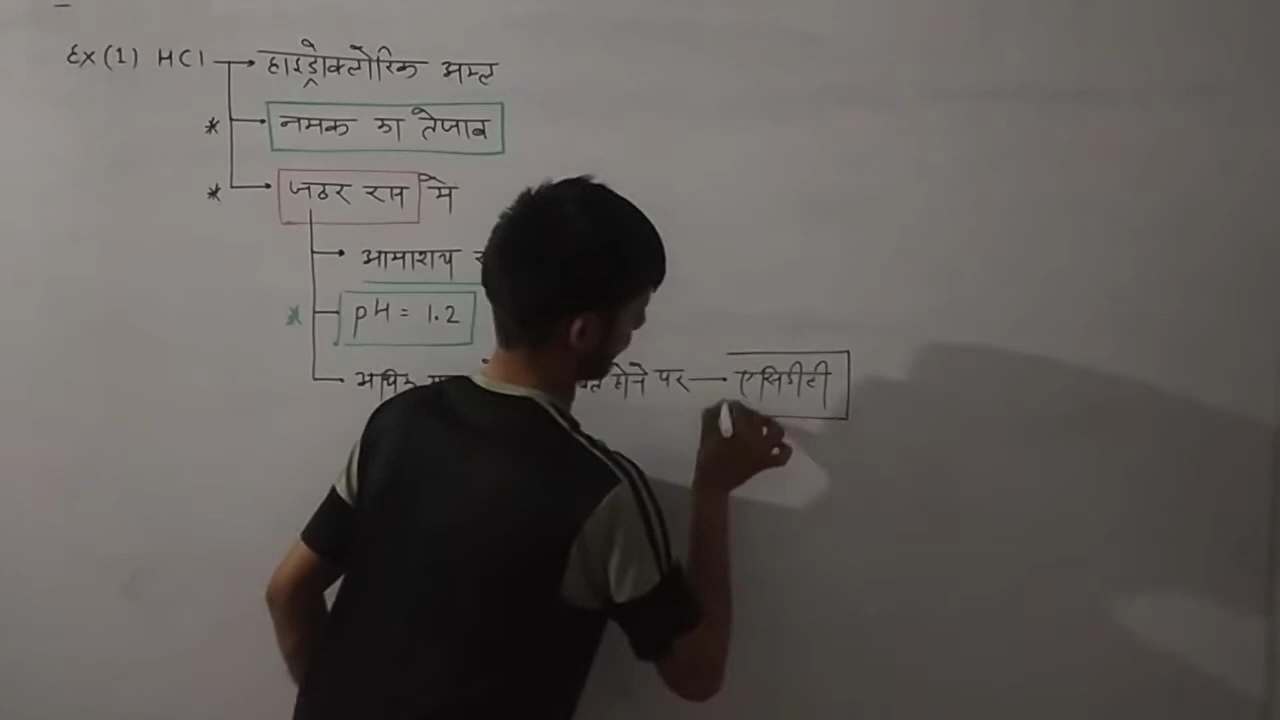 Ex (1) HCl → हाइड्रोक्लोरिक अम्ल
* नमक का तेजाब
* जठर रस में
आमाशय
* pH = 1.2
होने पर — एसिडीटी